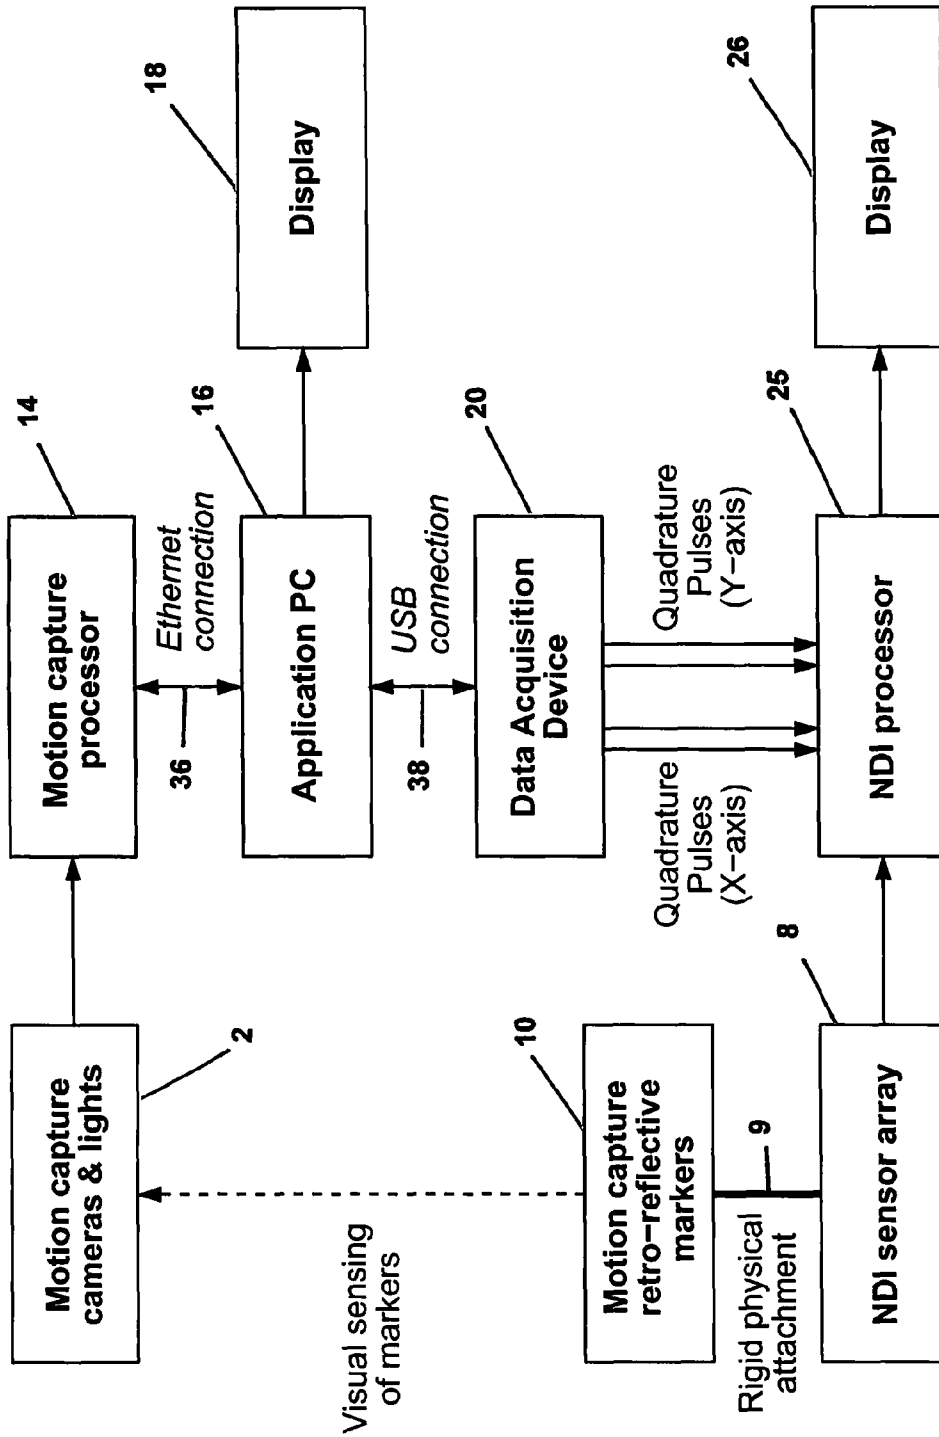 Motion capture
cameras & lights
2
Motion capture
processor
14
Visual sensing
of markers
Ethernet
connection
36
Application PC
16
Display
18
USB
connection
38
Data Acquisition
Device
20
Motion capture
retro-reflective
markers
10
Quadrature
Pulses
(X-axis)
Quadrature
Pulses
(Y-axis)
Rigid physical
attachment
9
NDI sensor array
8
NDI processor
25
Display
26